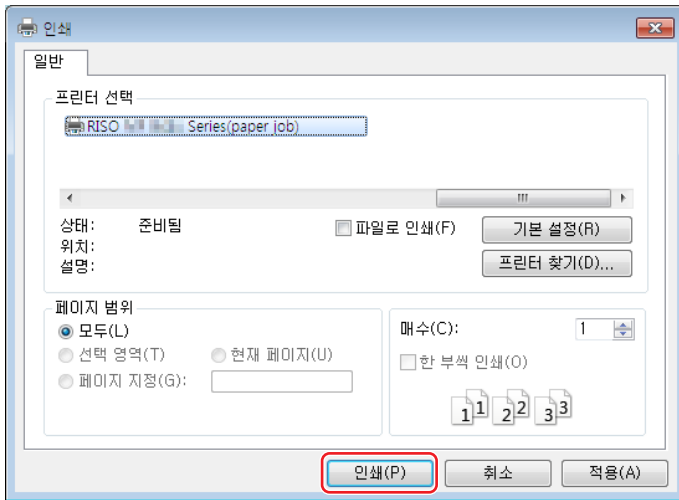 인쇄
일반
프린터 선택
RISO Series(paper job)
상태: 준비됨
파일로 인쇄(F)
기본 설정(R)
위치:
설명:
프린터 찾기(D)...
페이지 범위
모두(L)
선택 영역(T)
현재 페이지(U)
페이지 지정(G):
매수(C): 1
한 부씩 인쇄(O)
1 1 2 2 3 3
인쇄(P)
취소
적용(A)